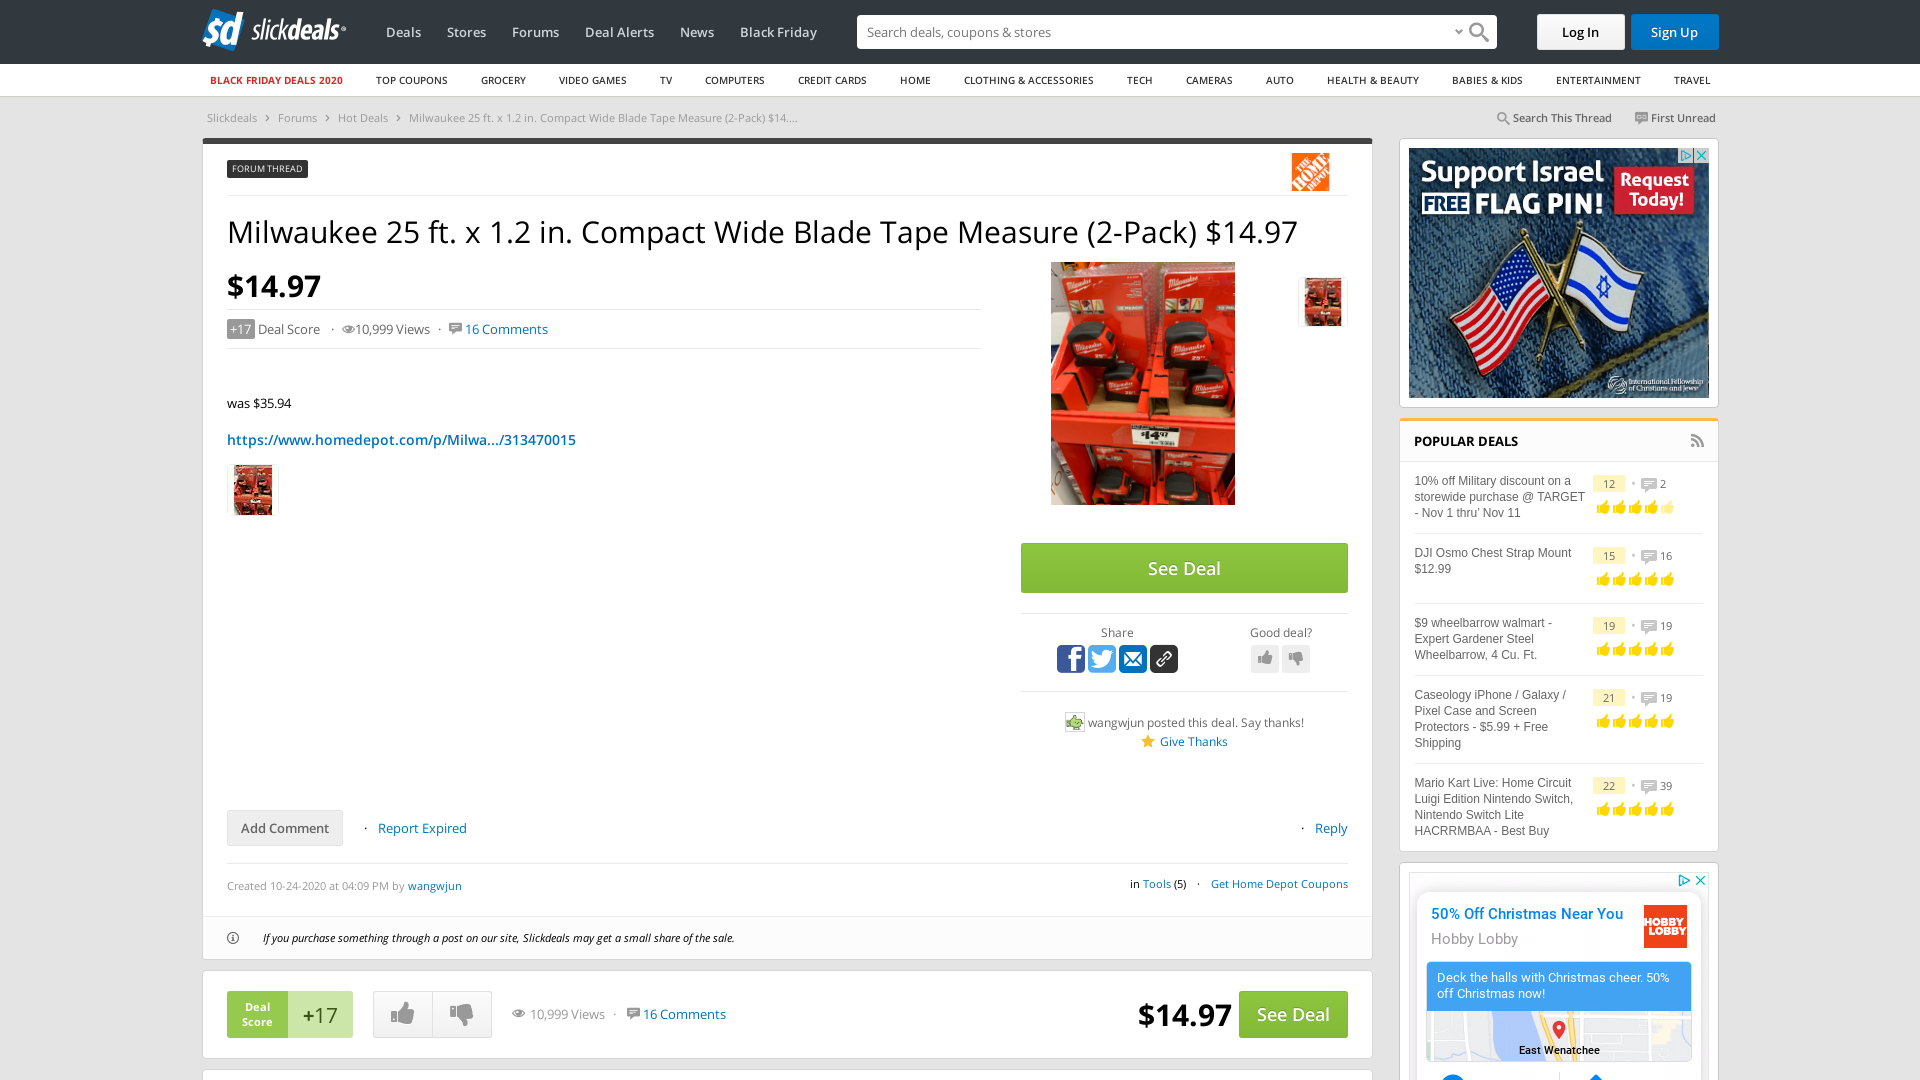 slickdeals
Deals
Stores
Forums
Deal Alerts
News
Black Friday
Search deals, coupons & stores
Log In
Sign Up
BLACK FRIDAY DEALS 2020
TOP COUPONS
GROCERY
VIDEO GAMES
TV
COMPUTERS
CREDIT CARDS
HOME
CLOTHING & ACCESSORIES
TECH
CAMERAS
AUTO
HEALTH & BEAUTY
BABIES & KIDS
ENTERTAINMENT
TRAVEL
Slickdeals > Forums > Hot Deals > Milwaukee 25 ft. x 1.2 in. Compact Wide Blade Tape Measure (2-Pack) $14....
Search This Thread
First Unread
FORUM THREAD
THE HOME DEPOT
Milwaukee 25 ft. x 1.2 in. Compact Wide Blade Tape Measure (2-Pack) $14.97
$14.97
+17 Deal Score · 10,999 Views · 16 Comments
was $35.94
https://www.homedepot.com/p/Milwa.../313470015
See Deal
Share
Good deal?
wangwjun posted this deal. Say thanks!
Give Thanks
Add Comment
· Report Expired
· Reply
Created 10-24-2020 at 04:09 PM by wangwjun
in Tools (5) · Get Home Depot Coupons
If you purchase something through a post on our site, Slickdeals may get a small share of the sale.
Deal
Score
+17
10,999 Views · 16 Comments
$14.97
See Deal
Support Israel
FREE FLAG PIN!
Request
Today!
International Fellowship
of Christians and Jews
POPULAR DEALS
10% off Military discount on a
storewide purchase @ TARGET
- Nov 1 thru' Nov 11
12 • 2
DJI Osmo Chest Strap Mount
$12.99
15 • 16
$9 wheelbarrow walmart -
Expert Gardener Steel
Wheelbarrow, 4 Cu. Ft.
19 • 19
Caseology iPhone / Galaxy /
Pixel Case and Screen
Protectors - $5.99 + Free
Shipping
21 • 19
Mario Kart Live: Home Circuit
Luigi Edition Nintendo Switch,
Nintendo Switch Lite
HACRRMBAA - Best Buy
22 • 39
50% Off Christmas Near You
Hobby Lobby
HOBBY
LOBBY
Deck the halls with Christmas cheer. 50%
off Christmas now!
East Wenatchee